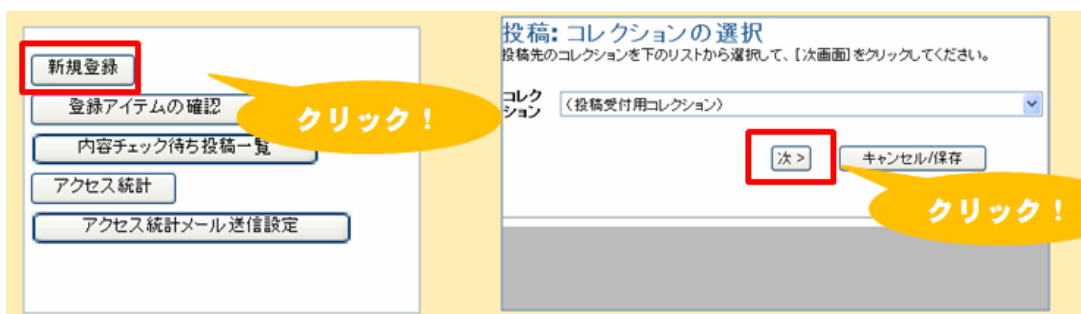 新規登録
登録アイテムの確認
内容チェック待ち投稿一覧
アクセス統計
アクセス統計メール送信設定
クリック！
投稿: コレクションの選択
投稿先のコレクションを下のリストから選択して、【次画面】をクリックしてください。
コレク
ション
（投稿受付用コレクション）
次 >
キャンセル/保存
クリック！